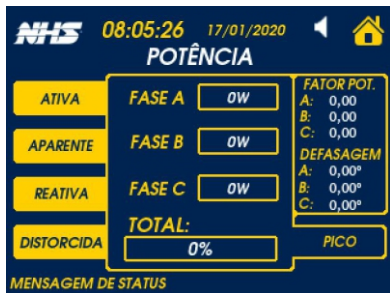 NHS 08:05:26 17/01/2020
POTÊNCIA
ATIVA
APARENTE
REATIVA
DISTORCIDA
FASE A 0W
FASE B 0W
FASE C 0W
TOTAL:
0%
FATOR POT.
A: 0,00
B: 0,00
C: 0,00
DEFASAGEM
A: 0,00°
B: 0,00°
C: 0,00°
PICO
MENSAGEM DE STATUS